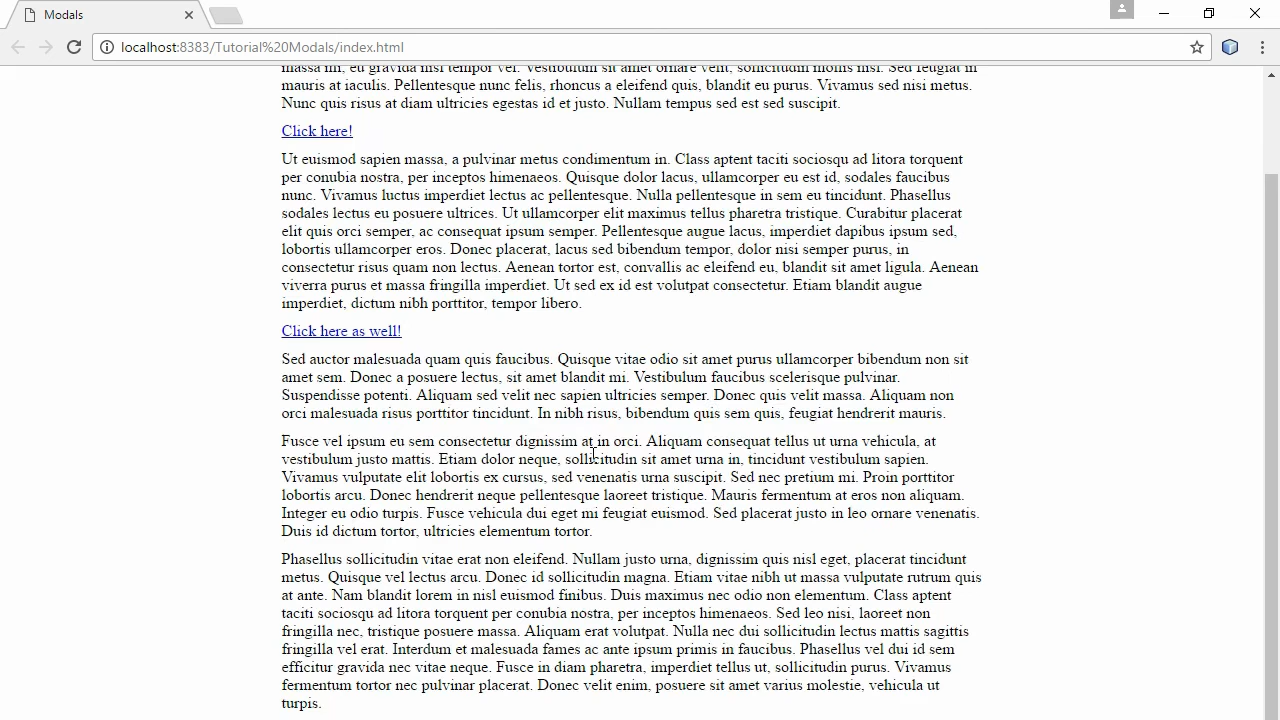 Modals
localhost:8383/Tutorial%20Modals/index.html
massa mi, eu gravida nisl tempor vel. Vestibulum sit amet ornare velit, sollicitudin mollis nisl. Sed feugiat in
mauris at iaculis. Pellentesque nunc felis, rhoncus a eleifend quis, blandit eu purus. Vivamus sed nisi metus.
Nunc quis risus at diam ultricies egestas id et justo. Nullam tempus sed est sed suscipit.
Click here!
Ut euismod sapien massa, a pulvinar metus condimentum in. Class aptent taciti sociosqu ad litora torquent
per conubia nostra, per inceptos himenaeos. Quisque dolor lacus, ullamcorper eu est id, sodales faucibus
nunc. Vivamus luctus imperdiet lectus ac pellentesque. Nulla pellentesque in sem eu tincidunt. Phasellus
sodales lectus eu posuere ultrices. Ut ullamcorper elit maximus tellus pharetra tristique. Curabitur placerat
elit quis orci semper, ac consequat ipsum semper. Pellentesque augue lacus, imperdiet dapibus ipsum sed,
lobortis ullamcorper eros. Donec placerat, lacus sed bibendum tempor, dolor nisi semper purus, in
consectetur risus quam non lectus. Aenean tortor est, convallis ac eleifend eu, blandit sit amet ligula. Aenean
viverra purus et massa fringilla imperdiet. Ut sed ex id est volutpat consectetur. Etiam blandit augue
imperdiet, dictum nibh porttitor, tempor libero.
Click here as well!
Sed auctor malesuada quam quis faucibus. Quisque vitae odio sit amet purus ullamcorper bibendum non sit
amet sem. Donec a posuere lectus, sit amet blandit mi. Vestibulum faucibus scelerisque pulvinar.
Suspendisse potenti. Aliquam sed velit nec sapien ultricies semper. Donec quis velit massa. Aliquam non
orci malesuada risus porttitor tincidunt. In nibh risus, bibendum quis sem quis, feugiat hendrerit mauris.
Fusce vel ipsum eu sem consectetur dignissim at in orci. Aliquam consequat tellus ut urna vehicula, at
vestibulum justo mattis. Etiam dolor neque, sollicitudin sit amet urna in, tincidunt vestibulum sapien.
Vivamus vulputate elit lobortis ex cursus, sed venenatis urna suscipit. Sed nec pretium mi. Proin porttitor
lobortis arcu. Donec hendrerit neque pellentesque laoreet tristique. Mauris fermentum at eros non aliquam.
Integer eu odio turpis. Fusce vehicula dui eget mi feugiat euismod. Sed placerat justo in leo ornare venenatis.
Duis id dictum tortor, ultricies elementum tortor.
Phasellus sollicitudin vitae erat non eleifend. Nullam justo urna, dignissim quis nisl eget, placerat tincidunt
metus. Quisque vel lectus arcu. Donec id sollicitudin magna. Etiam vitae nibh ut massa vulputate rutrum quis
at ante. Nam blandit lorem in nisl euismod finibus. Duis maximus nec odio non elementum. Class aptent
taciti sociosqu ad litora torquent per conubia nostra, per inceptos himenaeos. Sed leo nisi, laoreet non
fringilla nec, tristique posuere massa. Aliquam erat volutpat. Nulla nec dui sollicitudin lectus mattis sagittis
fringilla vel erat. Interdum et malesuada fames ac ante ipsum primis in faucibus. Phasellus vel dui id sem
efficitur gravida nec vitae neque. Fusce in diam pharetra, imperdiet tellus ut, sollicitudin purus. Vivamus
fermentum tortor nec pulvinar placerat. Donec velit enim, posuere sit amet varius molestie, vehicula ut
turpis.